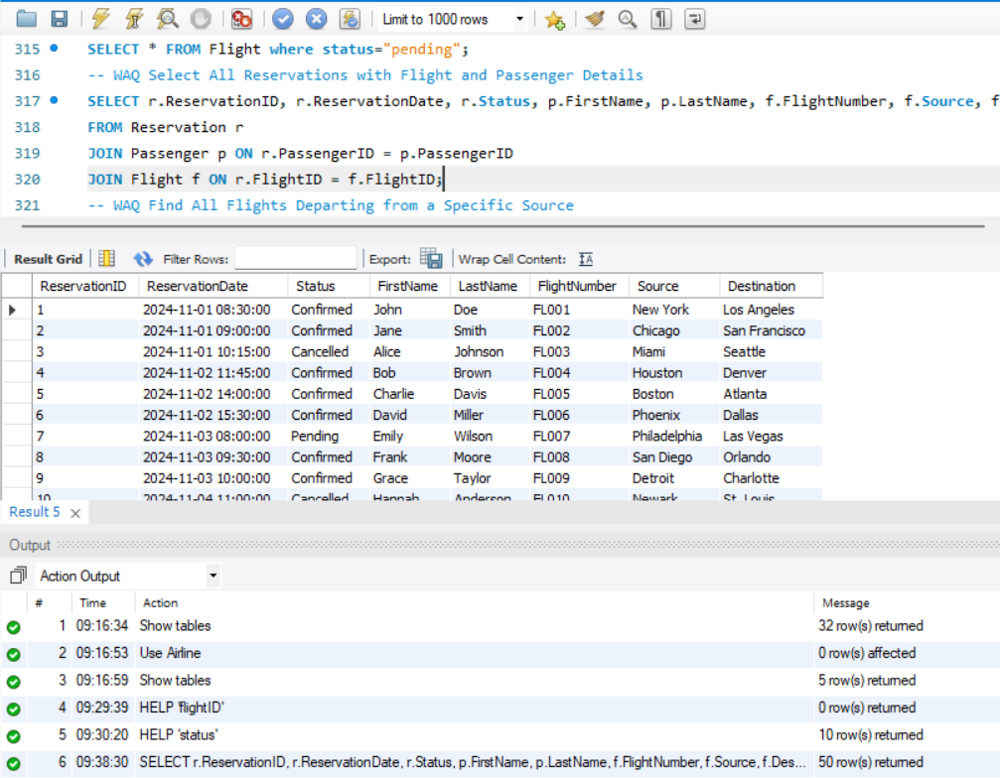 Limit to 1000 rows
315 SELECT * FROM Flight where status="pending";
316 -- WAQ Select All Reservations with Flight and Passenger Details
317 SELECT r.ReservationID, r.ReservationDate, r.Status, p.FirstName, p.LastName, f.FlightNumber, f.Source, f
318 FROM Reservation r
319 JOIN Passenger p ON r.PassengerID = p.PassengerID
320 JOIN Flight f ON r.FlightID = f.FlightID;
321 -- WAQ Find All Flights Departing from a Specific Source
Result Grid Filter Rows: Export: Wrap Cell Content:
ReservationID ReservationDate Status FirstName LastName FlightNumber Source Destination
1 2024-11-01 08:30:00 Confirmed John Doe FL001 New York Los Angeles
2 2024-11-01 09:00:00 Confirmed Jane Smith FL002 Chicago San Francisco
3 2024-11-01 10:15:00 Cancelled Alice Johnson FL003 Miami Seattle
4 2024-11-02 11:45:00 Confirmed Bob Brown FL004 Houston Denver
5 2024-11-02 14:00:00 Confirmed Charlie Davis FL005 Boston Atlanta
6 2024-11-02 15:30:00 Confirmed David Miller FL006 Phoenix Dallas
7 2024-11-03 08:00:00 Pending Emily Wilson FL007 Philadelphia Las Vegas
8 2024-11-03 09:30:00 Confirmed Frank Moore FL008 San Diego Orlando
9 2024-11-03 10:00:00 Confirmed Grace Taylor FL009 Detroit Charlotte
10 2024-11-04 11:00:00 Cancelled Hannah Anderson FL010 Newark St. Louis
Result 5
Output
Action Output
# Time Action Message
1 09:16:34 Show tables 32 row(s) returned
2 09:16:53 Use Airline 0 row(s) affected
3 09:16:59 Show tables 5 row(s) returned
4 09:29:39 HELP 'flightID' 0 row(s) returned
5 09:30:20 HELP 'status' 10 row(s) returned
6 09:38:30 SELECT r.ReservationID, r.ReservationDate, r.Status, p.FirstName, p.LastName, f.FlightNumber, f.Source, f.Des... 50 row(s) returned